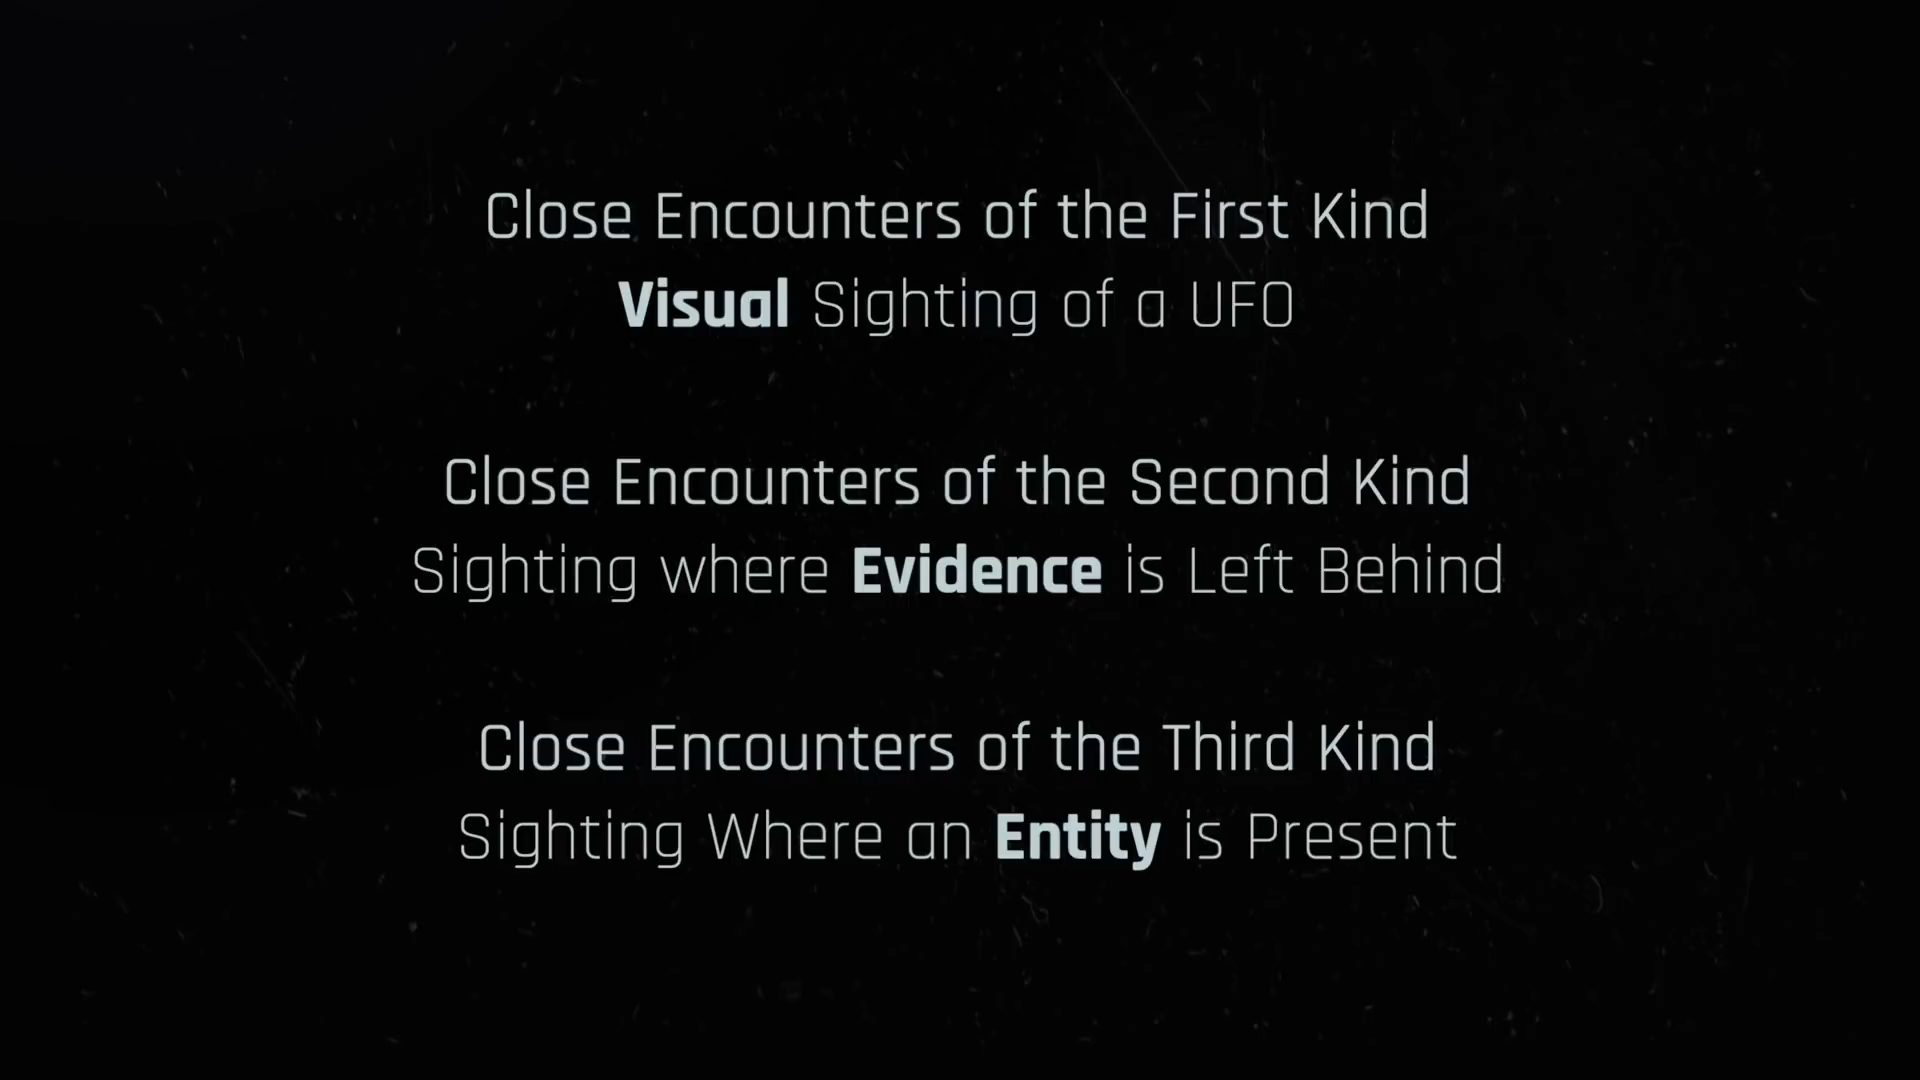 Close Encounters of the First Kind
Visual Sighting of a UFO
Close Encounters of the Second Kind
Sighting where Evidence is Left Behind
Close Encounters of the Third Kind
Sighting Where an Entity is Present